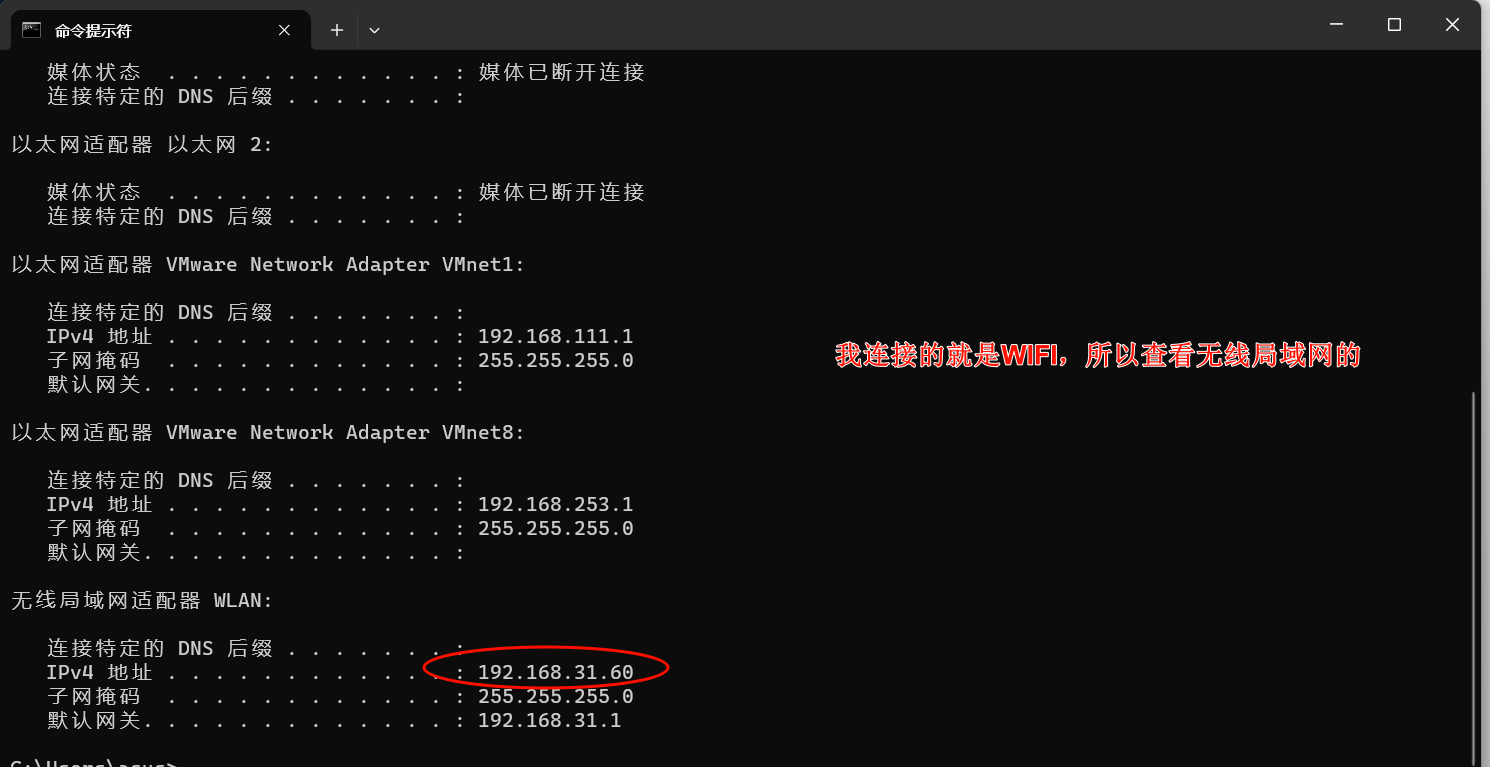 命令提示符
媒体状态 . . . . . . . . . . . . : 媒体已断开连接
连接特定的 DNS 后缀 . . . . . . . :
以太网适配器 以太网 2:
媒体状态 . . . . . . . . . . . . : 媒体已断开连接
连接特定的 DNS 后缀 . . . . . . . :
以太网适配器 VMware Network Adapter VMnet1:
连接特定的 DNS 后缀 . . . . . . . :
IPv4 地址 . . . . . . . . . . . . : 192.168.111.1
子网掩码 . . . . . . . . . . . . : 255.255.255.0
默认网关. . . . . . . . . . . . . :
我连接的就是WIFI，所以查看无线局域网的
以太网适配器 VMware Network Adapter VMnet8:
连接特定的 DNS 后缀 . . . . . . . :
IPv4 地址 . . . . . . . . . . . . : 192.168.253.1
子网掩码 . . . . . . . . . . . . : 255.255.255.0
默认网关. . . . . . . . . . . . . :
无线局域网适配器 WLAN:
连接特定的 DNS 后缀 . . . . . . . :
IPv4 地址 . . . . . . . . . . . . : 192.168.31.60
子网掩码 . . . . . . . . . . . . : 255.255.255.0
默认网关. . . . . . . . . . . . . : 192.168.31.1